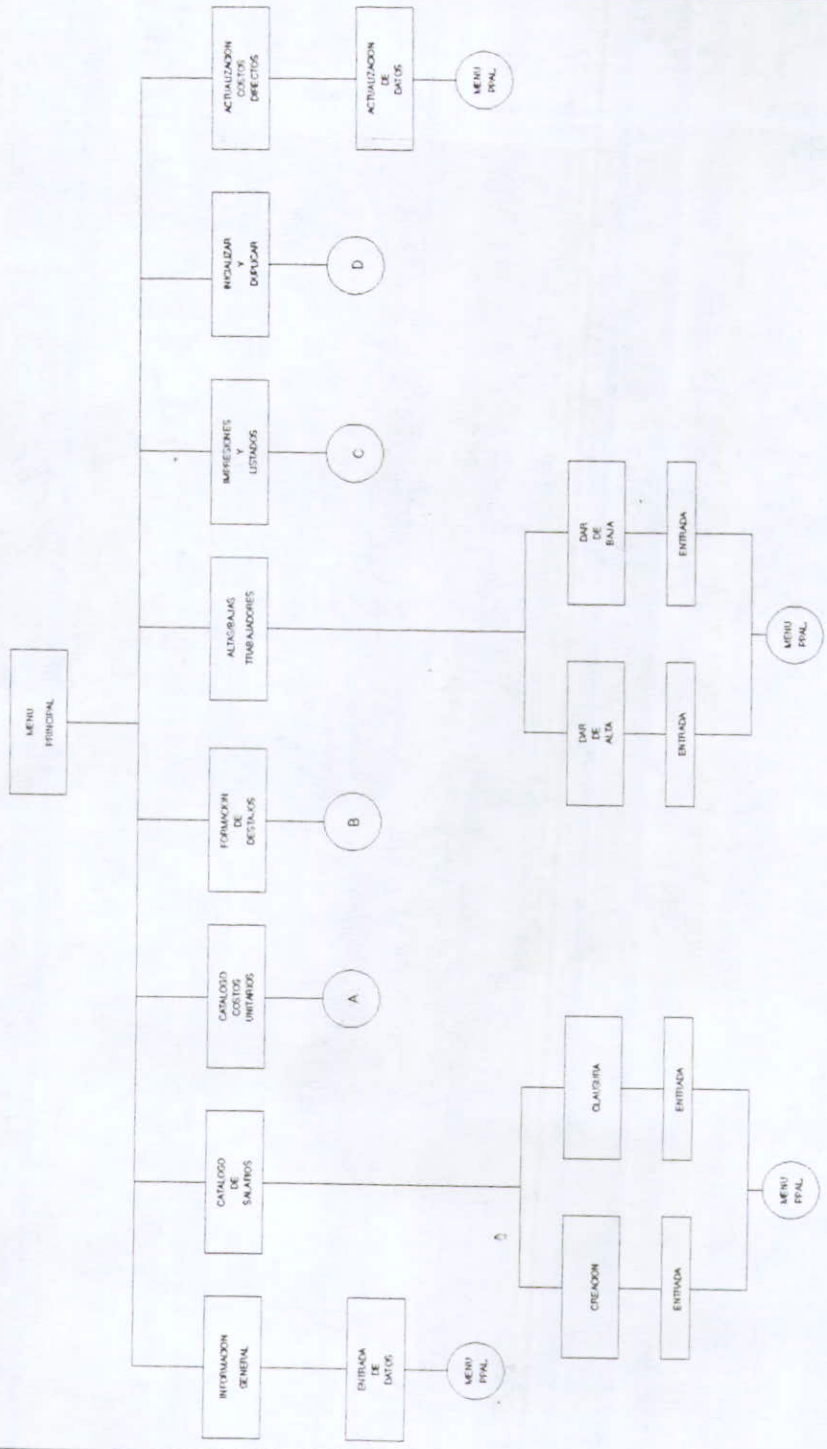 MENU
PRINCIPAL
INFORMACION
GENERAL
CATALOGO
DE
SALARIOS
CATALOGO
COSTOS
UNITARIOS
FORMACION
DE
DESTAJOS
ALTAS/BAJAS
TRABAJADORES
IMPRESIONES
Y
LISTADOS
INICIALIZAR
Y
DUPLICAR
ACTUALIZACION
COSTOS
DIRECTOS
ENTRADA
DE
DATOS
A
B
C
D
ACTUALIZACION
DE
DATOS
MENU
PPAL.
MENU
PPAL.
CREACION
CLAUSURA
DAR
DE
ALTA
DAR
DE
BAJA
ENTRADA
ENTRADA
ENTRADA
ENTRADA
MENU
PPAL.
MENU
PPAL.